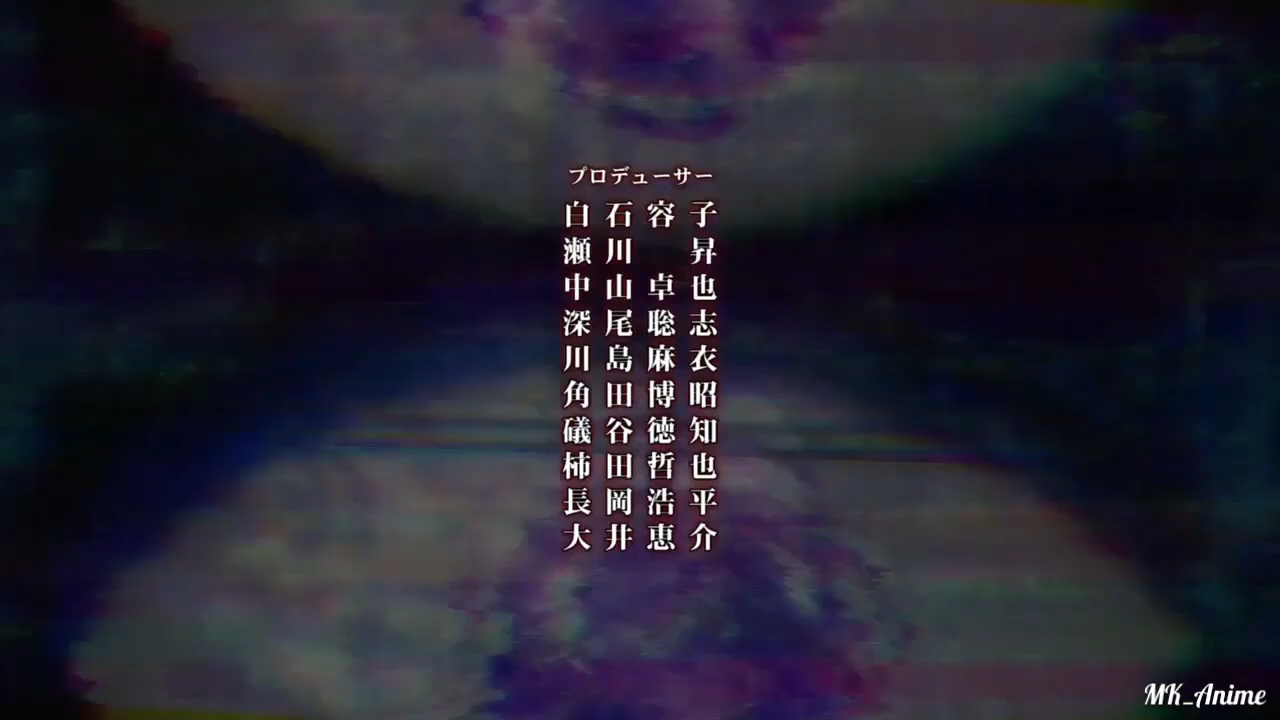 プロデューサー
白石容子
瀬川 昇
中山卓也
深尾聡志
川島麻衣
角田博昭
礒谷徳知
柿田哲也
長岡浩平
大井恵介
MK_Anime